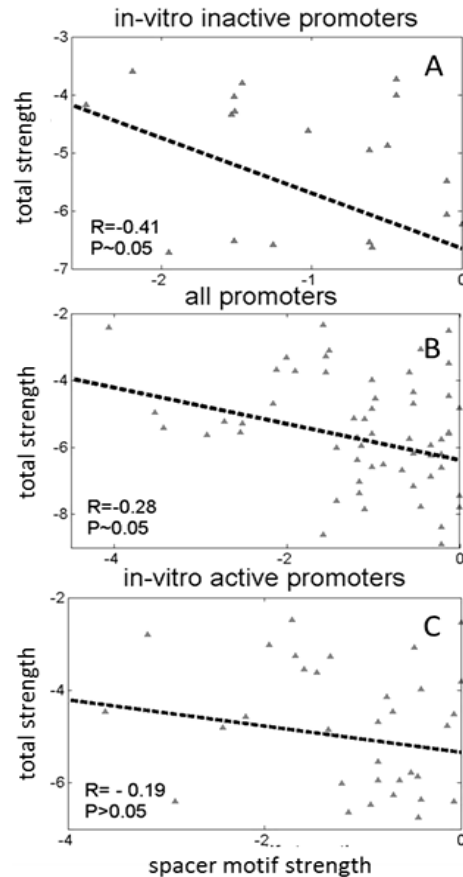 in-vitro inactive promoters
A
-3
-4
-5
-6
-7
total strength
R=-0.41
P~0.05
-2
-1
0
all promoters
B
-2
-4
-6
-8
total strength
R=-0.28
P~0.05
-4
-2
0
in-vitro active promoters
C
-2
-4
-6
total strength
R= - 0.19
P>0.05
-4
-2
0
spacer motif strength